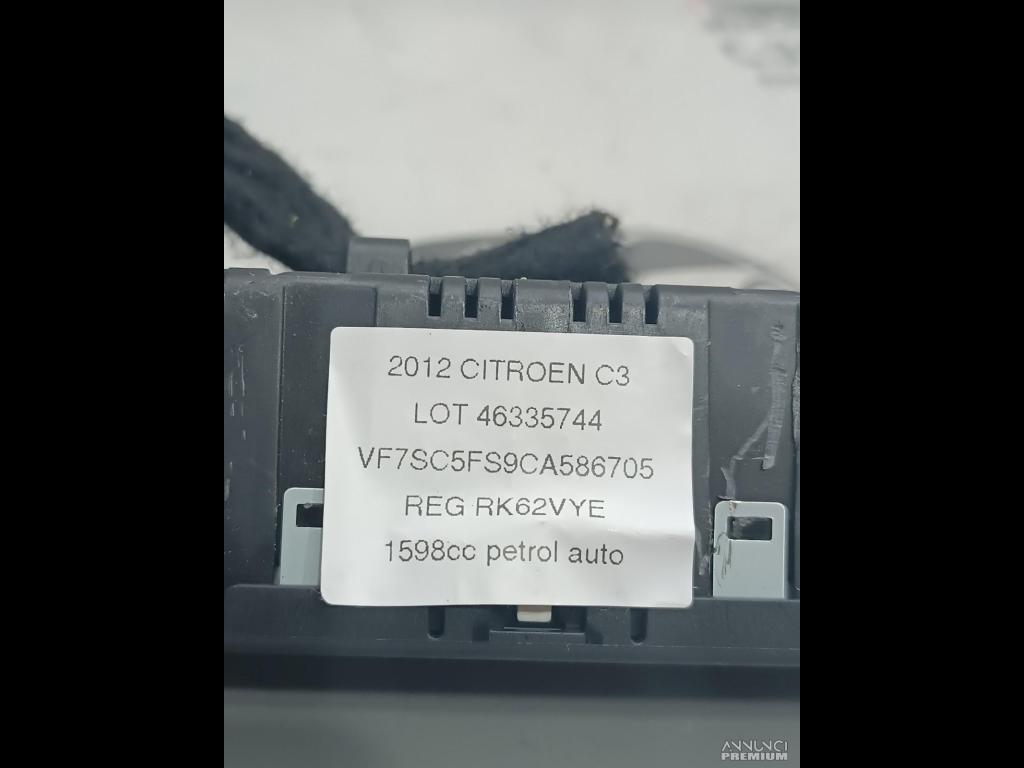 2012 CITROEN C3
LOT 46335744
VF7SC5FS9CA586705
REG RK62VYE
1598cc petrol auto
ANNUNCI
PREMIUM